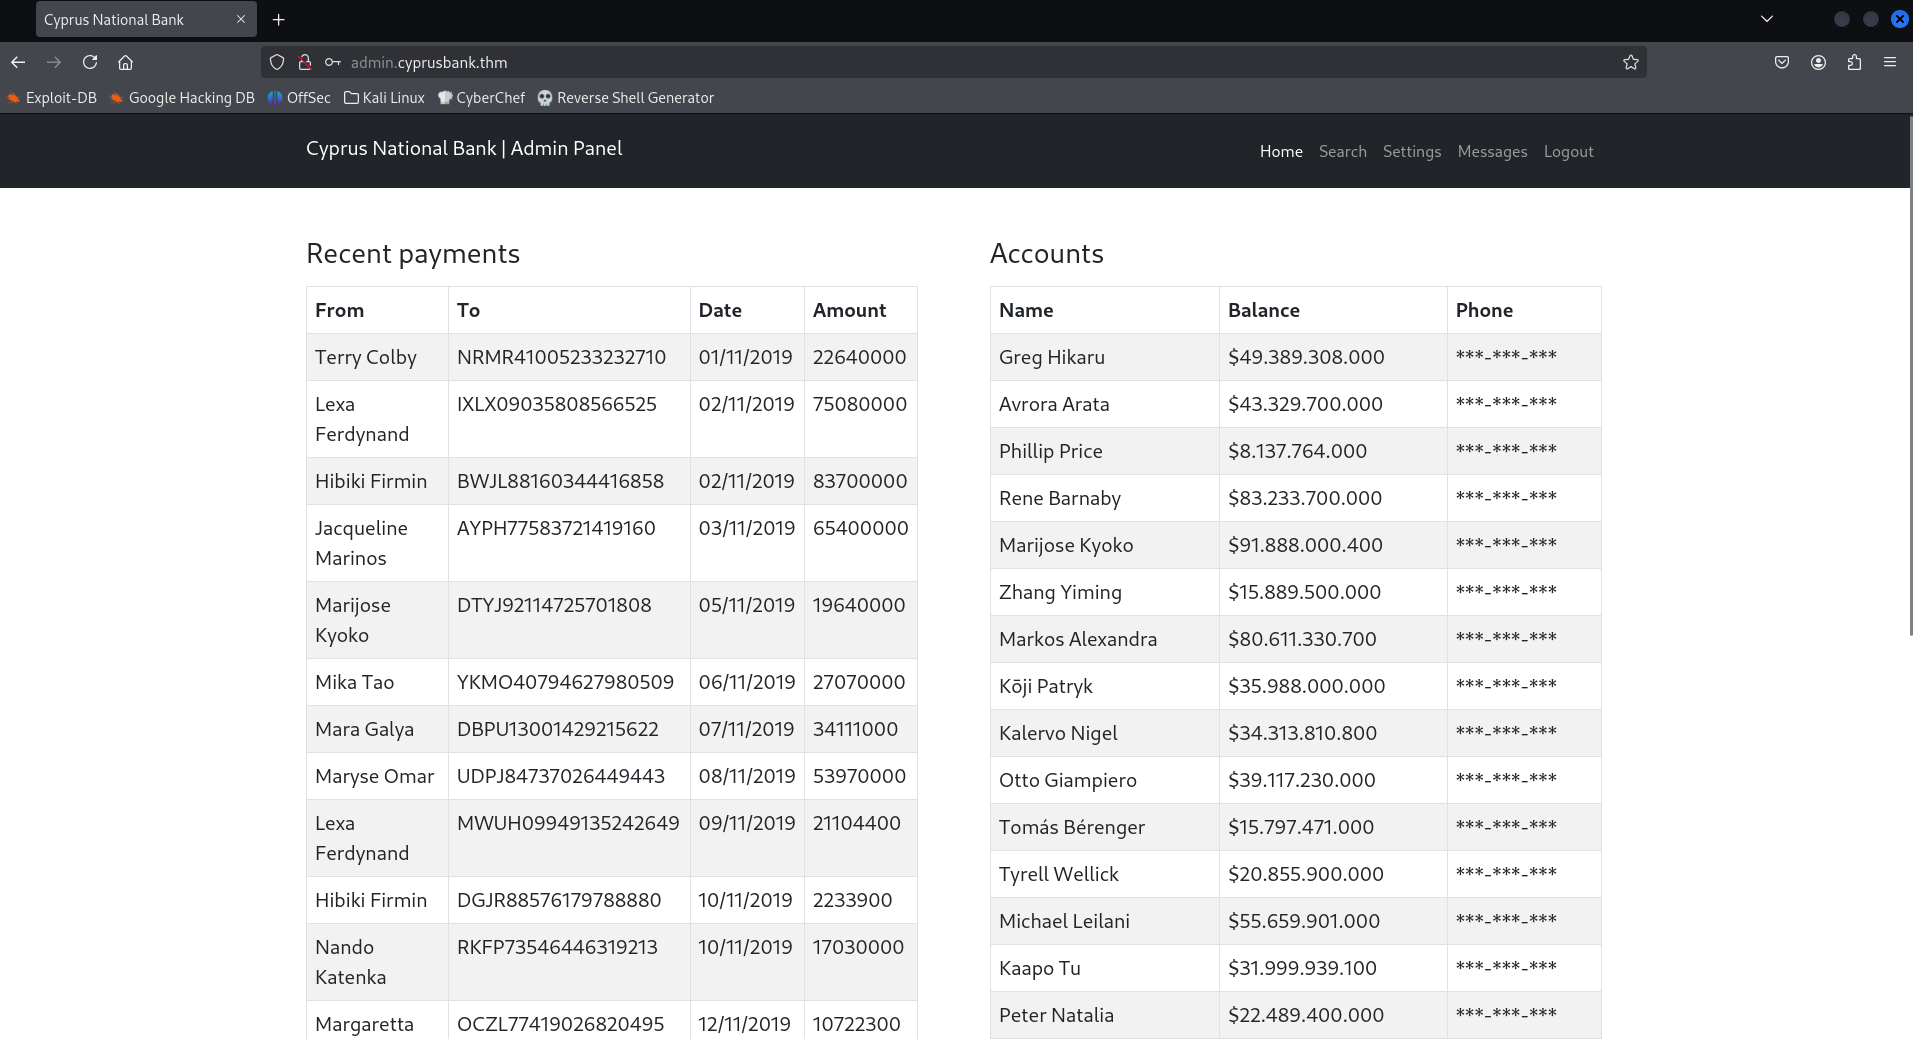 Cyprus National Bank
admin.cyprusbank.thm
Exploit-DB Google Hacking DB OffSec Kali Linux CyberChef Reverse Shell Generator
Cyprus National Bank | Admin Panel
Home Search Settings Messages Logout
Recent payments
From To Date Amount
Terry Colby NRMR41005233232710 01/11/2019 22640000
Lexa IXLX09035808566525 02/11/2019 75080000
Ferdynand
Hibiki Firmin BWJL88160344416858 02/11/2019 83700000
Jacqueline AYPH77583721419160 03/11/2019 65400000
Marinos
Marijose DTYJ92114725701808 05/11/2019 19640000
Kyoko
Mika Tao YKMO40794627980509 06/11/2019 27070000
Mara Galya DBPU13001429215622 07/11/2019 34111000
Maryse Omar UDPJ84737026449443 08/11/2019 53970000
Lexa MWUH09949135242649 09/11/2019 21104400
Ferdynand
Hibiki Firmin DGJR88576179788880 10/11/2019 2233900
Nando RKFP73546446319213 10/11/2019 17030000
Katenka
Margaretta OCZL77419026820495 12/11/2019 10722300
Accounts
Name Balance Phone
Greg Hikaru $49.389.308.000 ***-***-***
Avrora Arata $43.329.700.000 ***-***-***
Phillip Price $8.137.764.000 ***-***-***
Rene Barnaby $83.233.700.000 ***-***-***
Marijose Kyoko $91.888.000.400 ***-***-***
Zhang Yiming $15.889.500.000 ***-***-***
Markos Alexandra $80.611.330.700 ***-***-***
Kōji Patryk $35.988.000.000 ***-***-***
Kalervo Nigel $34.313.810.800 ***-***-***
Otto Giampiero $39.117.230.000 ***-***-***
Tomás Bérenger $15.797.471.000 ***-***-***
Tyrell Wellick $20.855.900.000 ***-***-***
Michael Leilani $55.659.901.000 ***-***-***
Kaapo Tu $31.999.939.100 ***-***-***
Peter Natalia $22.489.400.000 ***-***-***